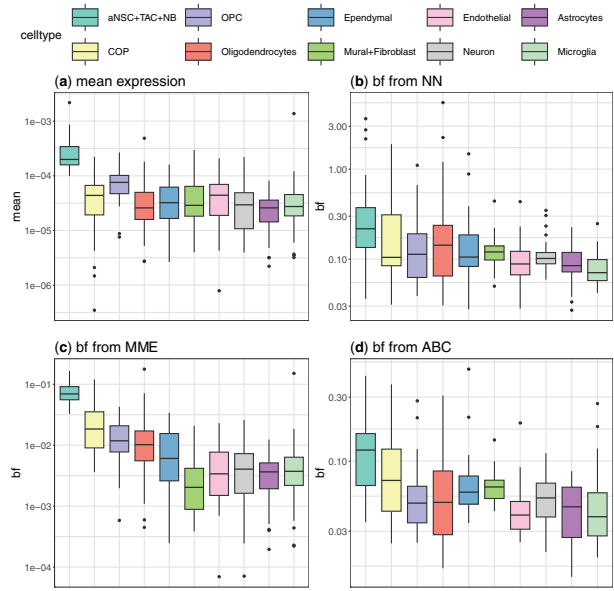 celltype
aNSC+TAC+NB OPC Ependymal Endothelial Astrocytes
COP Oligodendrocytes Mural+Fibroblast Neuron Microglia
(a) mean expression
mean
1e−03
1e−04
1e−05
1e−06
(b) bf from NN
bf
3.00
1.00
0.30
0.10
0.03
(c) bf from MME
bf
1e−01
1e−02
1e−03
1e−04
(d) bf from ABC
bf
0.30
0.10
0.03